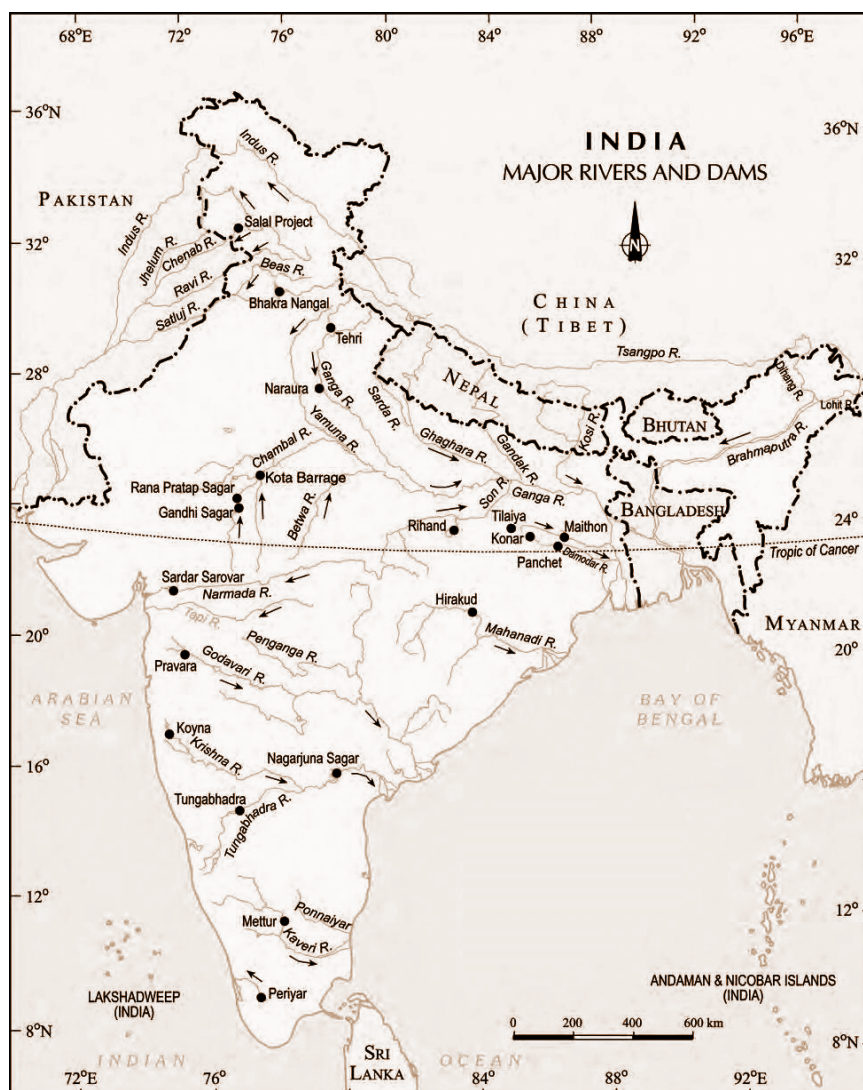 68°E
72°
76°
80°
84°
88°
92°
96°E
36°N
36°N
INDIA
MAJOR RIVERS AND DAMS
N
Indus R.
PAKISTAN
Salal Project
Indus R.
Jhelum R.
Chenab R.
32°
32°
Ravi R.
Beas R.
Satluj R.
Bhakra Nangal
CHINA
(TIBET)
Tehri
Tsangpo R.
28°
28°
Naraura
Ganga R.
Sarda R.
NEPAL
Dihang R.
Lohit R.
Yamuna R.
Kosi R.
BHUTAN
Brahmaputra R.
Chambal R.
Ghaghara R.
Gandak R.
Rana Pratap Sagar
Kota Barrage
Gandhi Sagar
Betwa R.
Son R.
Ganga R.
BANGLADESH
24°
24°
Rihand
Tilaiya
Maithon
Konar
Panchet
Damodar R.
Tropic of Cancer
Sardar Sarovar
Narmada R.
Tapi R.
Hirakud
MYANMAR
20°
20°
Penganga R.
Mahanadi R.
Pravara
Godavari R.
ARABIAN
SEA
BAY OF
BENGAL
Koyna
Krishna R.
Nagarjuna Sagar
16°
16°
Tungabhadra
Tungabhadra R.
12°
12°
Mettur
Ponnaiyar
Kaveri R.
LAKSHADWEEP
(INDIA)
Periyar
ANDAMAN & NICOBAR ISLANDS
(INDIA)
0 200 400 600 km
8°N
8°N
INDIAN
SRI
LANKA
OCEAN
72°E
76°
80°
84°
88°
92°E